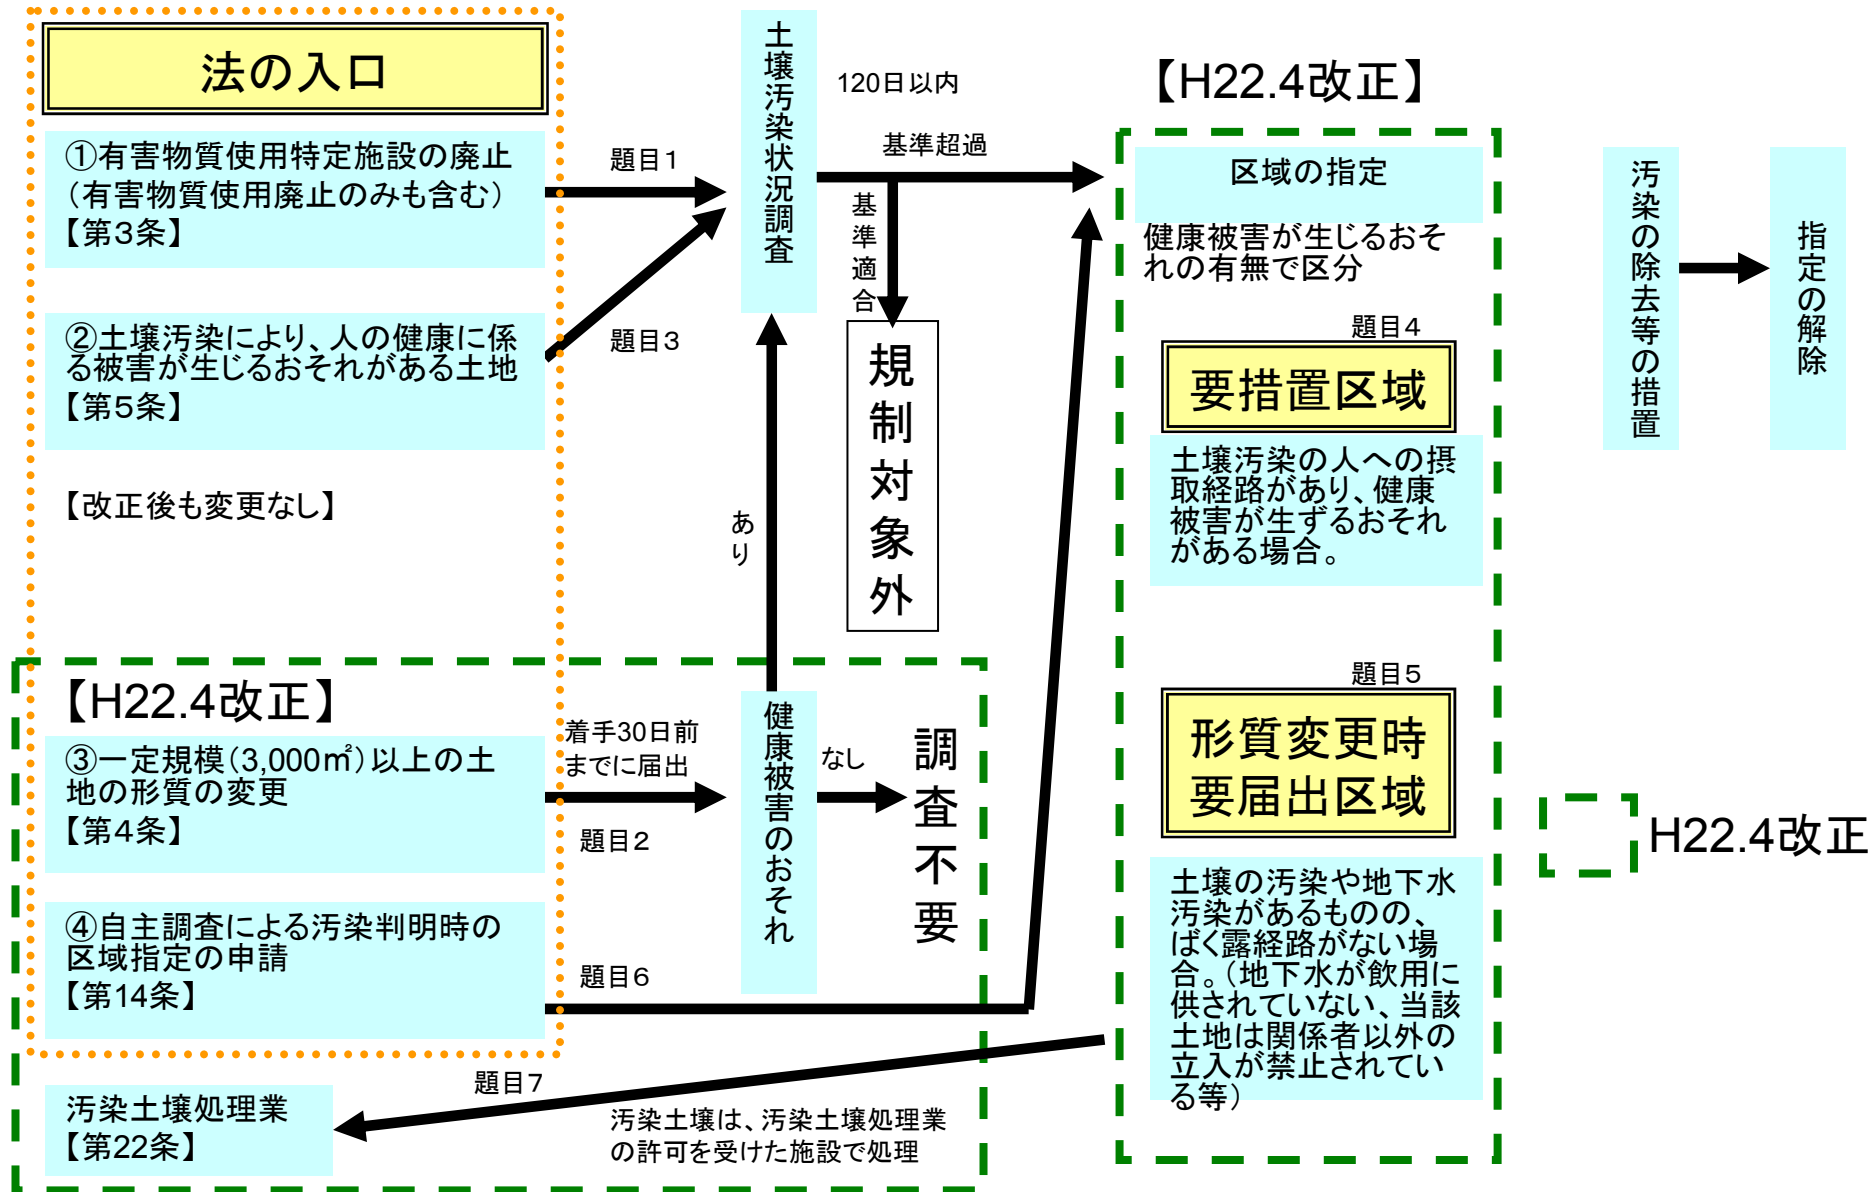 法の入口
①有害物質使用特定施設の廃止
（有害物質使用廃止のみも含む）
【第3条】
②土壌汚染により、人の健康に係
る被害が生じるおそれがある土地
【第5条】
【改正後も変更なし】
【H22.4改正】
③一定規模（3,000㎡）以上の土
地の形質の変更
【第4条】
④自主調査による汚染判明時の
区域指定の申請
【第14条】
汚染土壌処理業
【第22条】
題目1
題目3
着手30日前
までに届出
題目2
題目6
題目7
汚染土壌は、汚染土壌処理業
の許可を受けた施設で処理
土壌汚染状況調査
120日以内
基準超過
基準適合
規制対象外
あり
健康被害のおそれ
なし
調査不要
【H22.4改正】
区域の指定
健康被害が生じるおそ
れの有無で区分
題目4
要措置区域
土壌汚染の人への摂
取経路があり、健康
被害が生ずるおそれ
がある場合。
題目5
形質変更時
要届出区域
土壌の汚染や地下水
汚染があるものの、
ばく露経路がない場
合。（地下水が飲用に
供されていない、当該
土地は関係者以外の
立入が禁止されてい
る等）
汚染の除去等の措置
指定の解除
H22.4改正